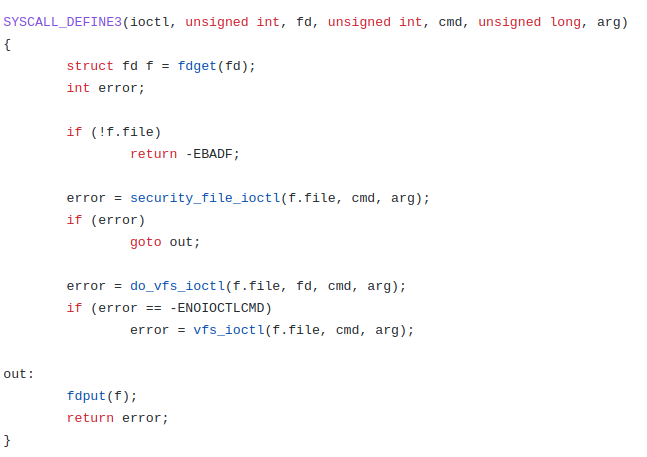 SYSCALL_DEFINE3(ioctl, unsigned int, fd, unsigned int, cmd, unsigned long, arg)
{
        struct fd f = fdget(fd);
        int error;

        if (!f.file)
                return -EBADF;

        error = security_file_ioctl(f.file, cmd, arg);
        if (error)
                goto out;

        error = do_vfs_ioctl(f.file, fd, cmd, arg);
        if (error == -ENOIOCTLCMD)
                error = vfs_ioctl(f.file, cmd, arg);

out:
        fdput(f);
        return error;
}